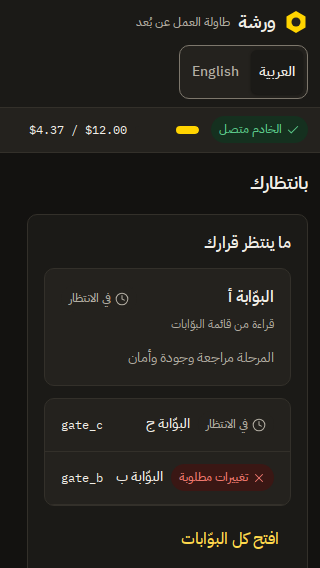 ورشة طاولة العمل عن بُعد
العربية English
الخادم متصل $4.37 / $12.00
بانتظارك
ما ينتظر قرارك
البوّابة أ في الانتظار
قراءة من قائمة البوّابات
المرحلة مراجعة وجودة وأمان
في الانتظار البوّابة ج gate_c
تغييرات مطلوبة البوّابة ب gate_b
افتح كل البوّابات